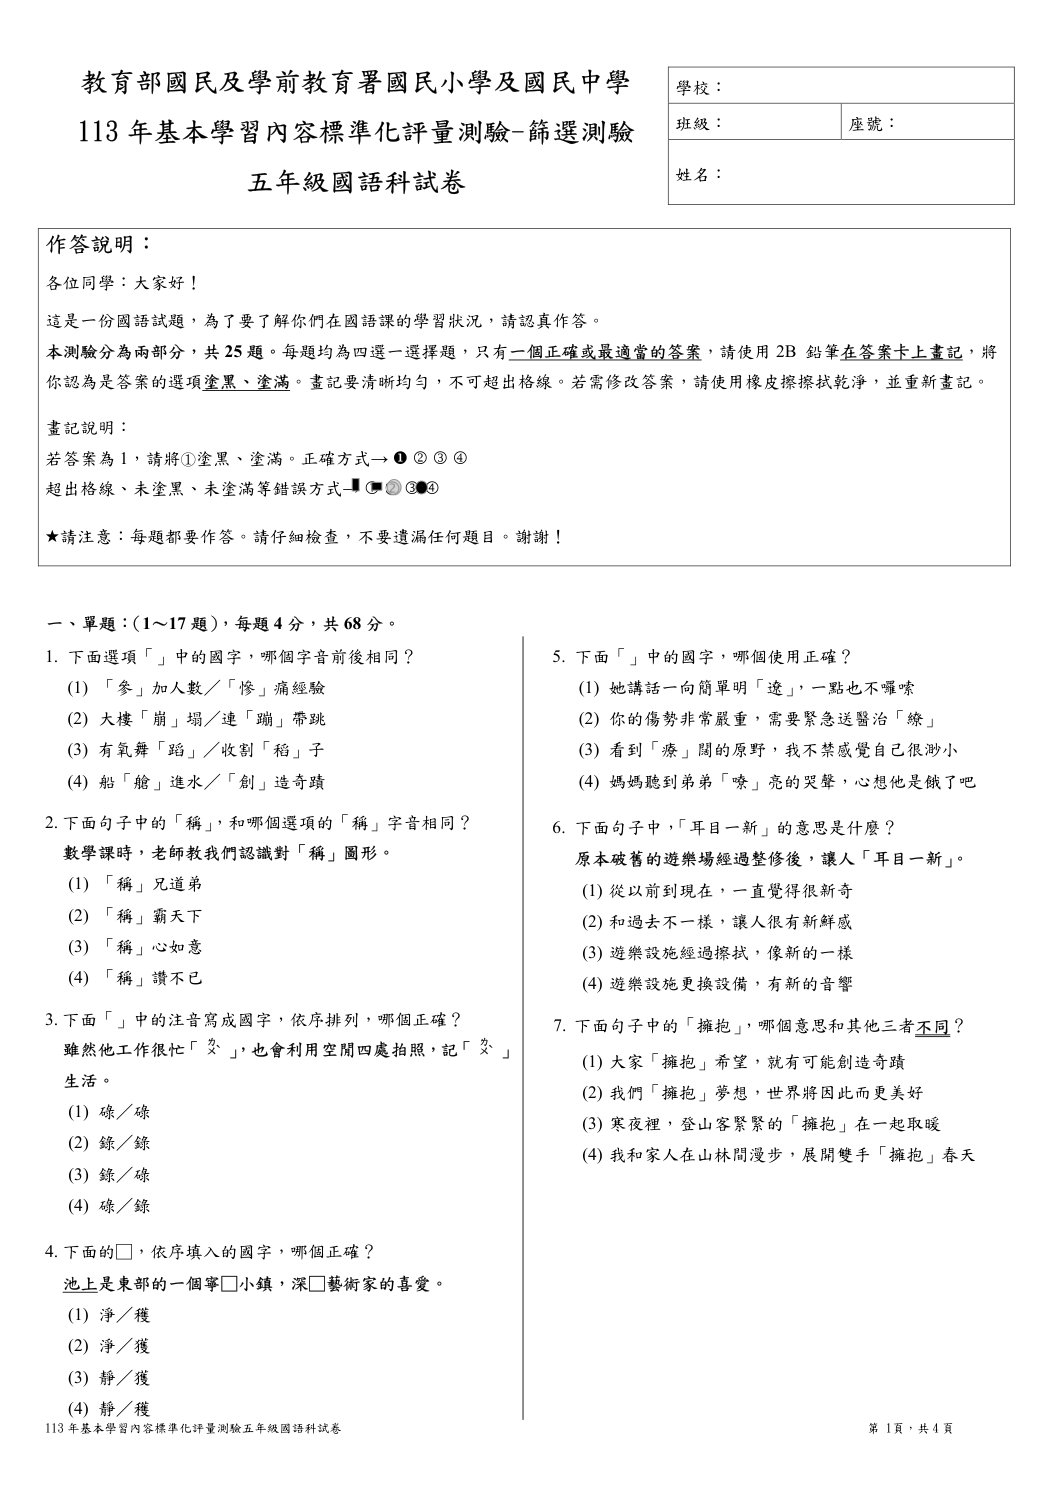 教育部國民及學前教育署國民小學及國民中學
113 年基本學習內容標準化評量測驗-篩選測驗
五年級國語科試卷
學校：
班級：
座號：
姓名：
作答說明：
各位同學：大家好！
這是一份國語試題，為了要了解你們在國語課的學習狀況，請認真作答。
本測驗分為兩部分，共 25 題。每題均為四選一選擇題，只有一個正確或最適當的答案，請使用 2B 鉛筆在答案卡上畫記，將
你認為是答案的選項塗黑、塗滿。畫記要清晰均勻，不可超出格線。若需修改答案，請使用橡皮擦擦拭乾淨，並重新畫記。
畫記說明：
若答案為 1，請將①塗黑、塗滿。正確方式→ ❶ ② ③ ④
超出格線、未塗黑、未塗滿等錯誤方式→ ② ③ ④
★請注意：每題都要作答。請仔細檢查，不要遺漏任何題目。謝謝！
一、單題：（1～17 題），每題 4 分，共 68 分。
1. 下面選項「」中的國字，哪個字音前後相同？
(1) 「參」加人數／「慘」痛經驗
(2) 大樓「崩」塌／連「蹦」帶跳
(3) 有氧舞「蹈」／收割「稻」子
(4) 船「艙」進水／「創」造奇蹟
2. 下面句子中的「稱」，和哪個選項的「稱」字音相同？
數學課時，老師教我們認識對「稱」圖形。
(1) 「稱」兄道弟
(2) 「稱」霸天下
(3) 「稱」心如意
(4) 「稱」讚不已
3. 下面「」中的注音寫成國字，依序排列，哪個正確？
雖然他工作很忙「ㄌㄨˋ」，也會利用空閒四處拍照，記「ㄌㄨˋ」
生活。
(1) 碌／碌
(2) 錄／錄
(3) 錄／碌
(4) 碌／錄
4. 下面的□，依序填入的國字，哪個正確？
池上是東部的一個寧□小鎮，深□藝術家的喜愛。
(1) 淨／穫
(2) 淨／獲
(3) 靜／獲
(4) 靜／穫
5. 下面「」中的國字，哪個使用正確？
(1) 她講話一向簡單明「遼」，一點也不囉嗦
(2) 你的傷勢非常嚴重，需要緊急送醫治「繚」
(3) 看到「療」闊的原野，我不禁感覺自己很渺小
(4) 媽媽聽到弟弟「嘹」亮的哭聲，心想他是餓了吧
6. 下面句子中，「耳目一新」的意思是什麼？
原本破舊的遊樂場經過整修後，讓人「耳目一新」。
(1) 從以前到現在，一直覺得很新奇
(2) 和過去不一樣，讓人很有新鮮感
(3) 遊樂設施經過擦拭，像新的一樣
(4) 遊樂設施更換設備，有新的音響
7. 下面句子中的「擁抱」，哪個意思和其他三者不同？
(1) 大家「擁抱」希望，就有可能創造奇蹟
(2) 我們「擁抱」夢想，世界將因此而更美好
(3) 寒夜裡，登山客緊緊的「擁抱」在一起取暖
(4) 我和家人在山林間漫步，展開雙手「擁抱」春天
113 年基本學習內容標準化評量測驗五年級國語科試卷
第 1頁，共 4 頁